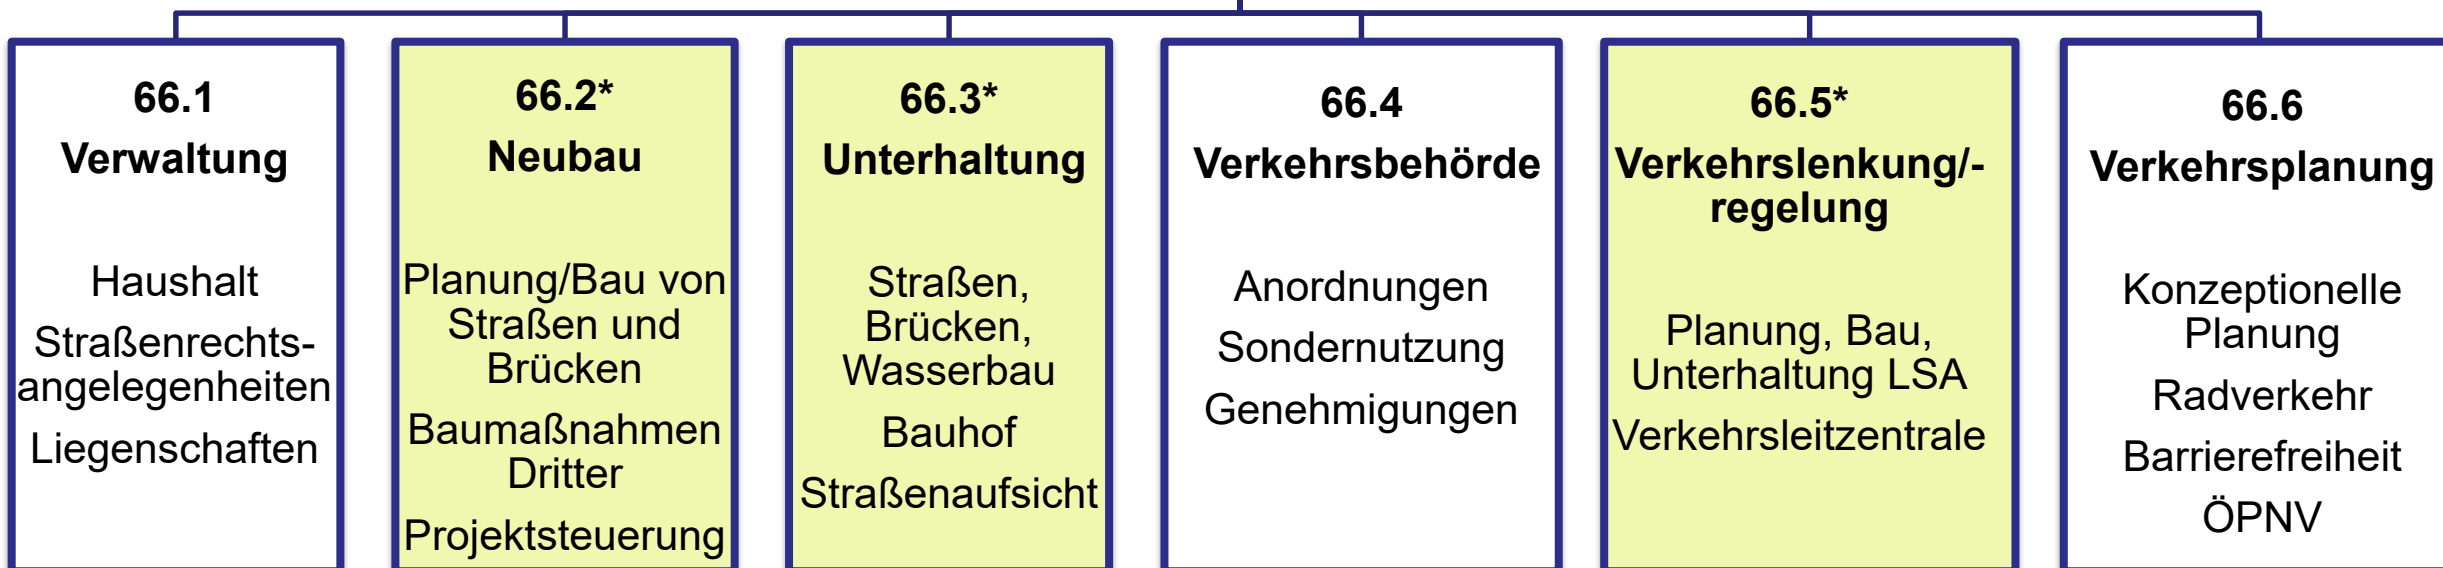 66.1
Verwaltung
Haushalt
Straßenrechts-
angelegenheiten
Liegenschaften
66.2*
Neubau
Planung/Bau von
Straßen und
Brücken
Baumaßnahmen
Dritter
Projektsteuerung
66.3*
Unterhaltung
Straßen,
Brücken,
Wasserbau
Bauhof
Straßenaufsicht
66.4
Verkehrsbehörde
Anordnungen
Sondernutzung
Genehmigungen
66.5*
Verkehrslenkung/-
regelung
Planung, Bau,
Unterhaltung LSA
Verkehrsleitzentrale
66.6
Verkehrsplanung
Konzeptionelle
Planung
Radverkehr
Barrierefreiheit
ÖPNV